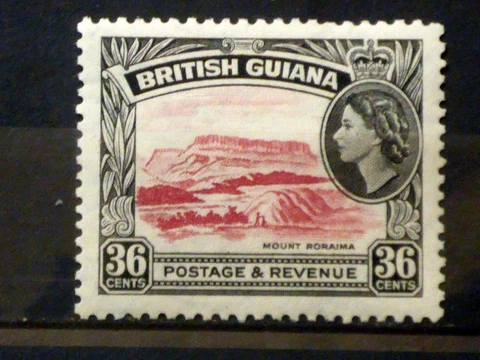 BRITISH GUIANA
MOUNT RORAIMA
36 CENTS
POSTAGE & REVENUE
36 CENTS